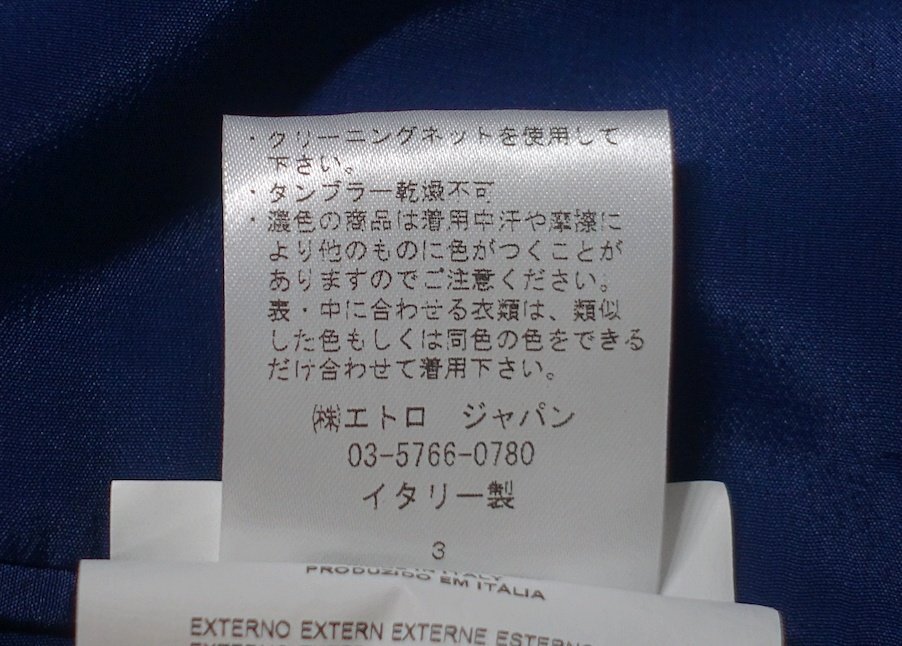 ・クリーニングネットを使用して
下さい。
・タンブラー乾燥不可
・濃色の商品は着用中汗や摩擦に
より他のものに色がつくことが
ありますのでご注意ください。
表・中に合わせる衣類は、類似
した色もしくは同色の色をできる
だけ合わせて着用下さい。
㈱エトロ ジャパン
03-5766-0780
イタリー製
3
IN ITALY
PRODUZIDO EM ITÁLIA
EXTERNO EXTERN EXTERNE ESTERNO